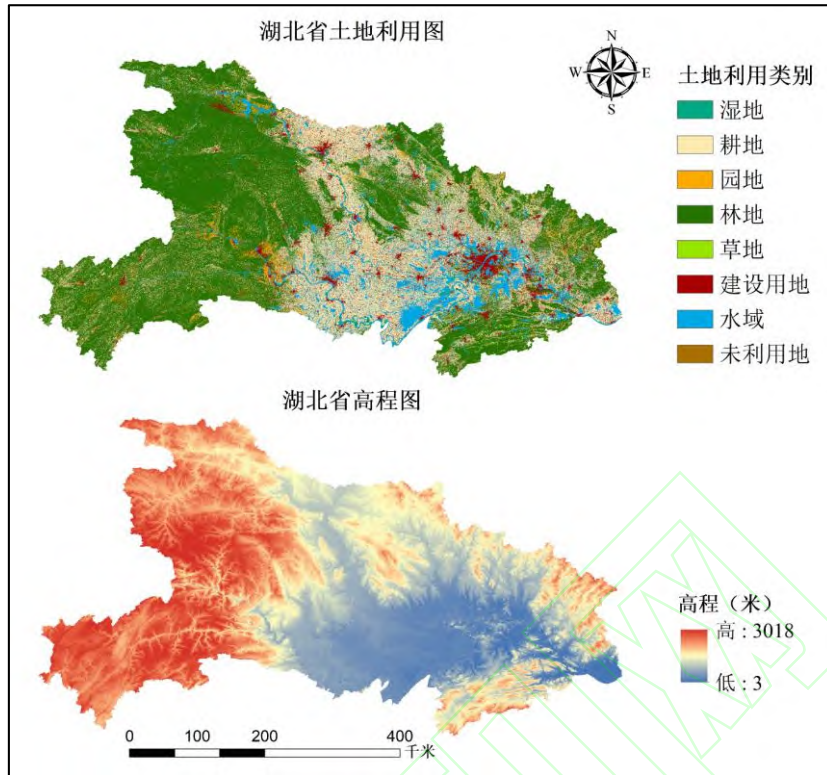 湖北省土地利用图
N
W E
S
土地利用类别
湿地
耕地
园地
林地
草地
建设用地
水域
未利用地
湖北省高程图
高程（米）
高：3018
低：3
0 100 200 400
千米